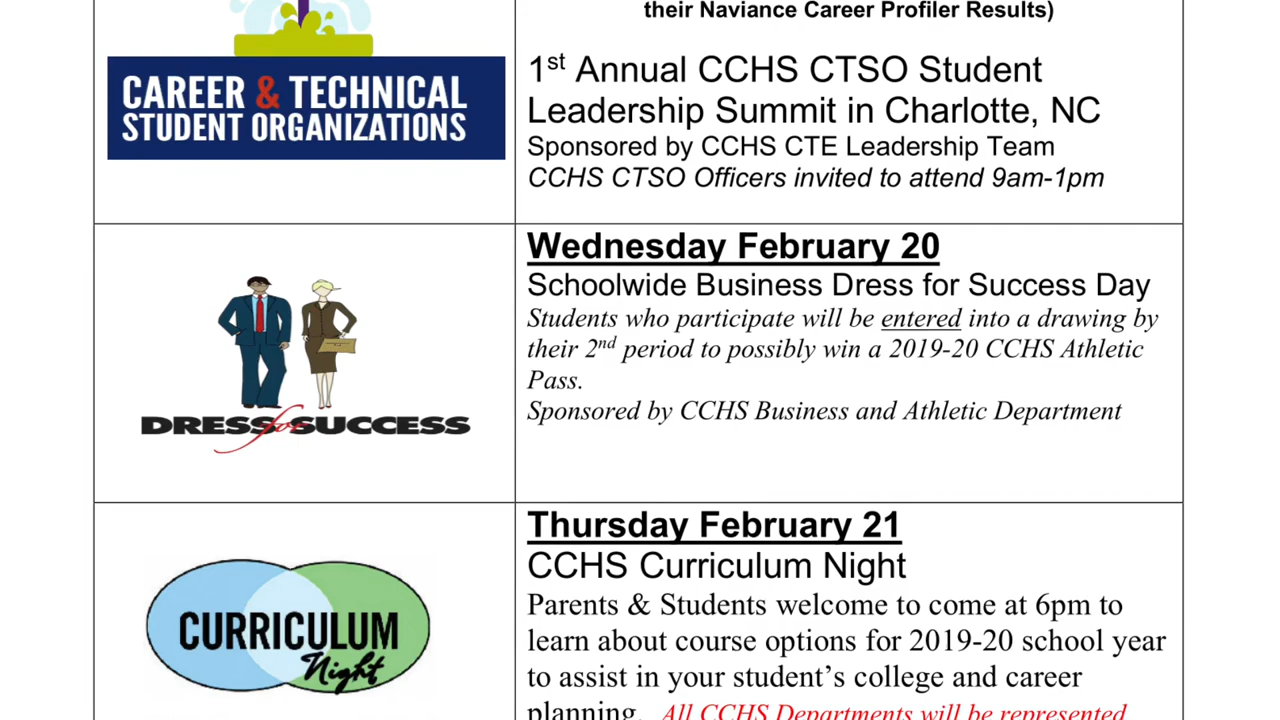 their Naviance Career Profiler Results)
CAREER & TECHNICAL
STUDENT ORGANIZATIONS
1st Annual CCHS CTSO Student
Leadership Summit in Charlotte, NC
Sponsored by CCHS CTE Leadership Team
CCHS CTSO Officers invited to attend 9am-1pm
DRESS for SUCCESS
Wednesday February 20
Schoolwide Business Dress for Success Day
Students who participate will be entered into a drawing by
their 2nd period to possibly win a 2019-20 CCHS Athletic
Pass.
Sponsored by CCHS Business and Athletic Department
CURRICULUM
Night
Thursday February 21
CCHS Curriculum Night
Parents & Students welcome to come at 6pm to
learn about course options for 2019-20 school year
to assist in your student’s college and career
planning. All CCHS Departments will be represented